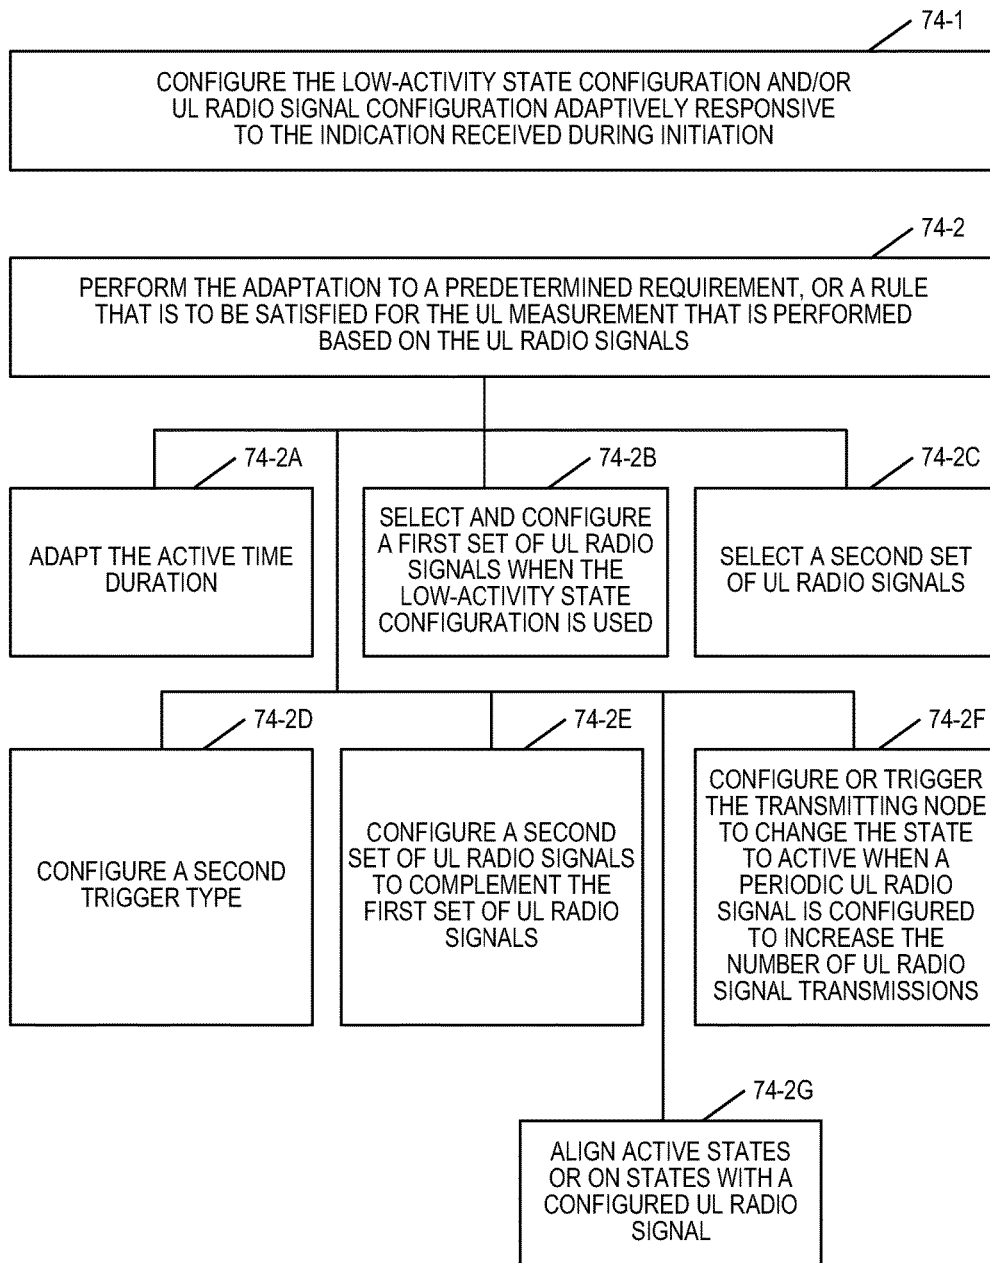 74-1
CONFIGURE THE LOW-ACTIVITY STATE CONFIGURATION AND/OR
UL RADIO SIGNAL CONFIGURATION ADAPTIVELY RESPONSIVE
TO THE INDICATION RECEIVED DURING INITIATION
74-2
PERFORM THE ADAPTATION TO A PREDETERMINED REQUIREMENT, OR A RULE
THAT IS TO BE SATISFIED FOR THE UL MEASUREMENT THAT IS PERFORMED
BASED ON THE UL RADIO SIGNALS
74-2A
ADAPT THE ACTIVE TIME
DURATION
74-2B
SELECT AND CONFIGURE
A FIRST SET OF UL RADIO
SIGNALS WHEN THE
LOW-ACTIVITY STATE
CONFIGURATION IS USED
74-2C
SELECT A SECOND SET
OF UL RADIO SIGNALS
74-2D
CONFIGURE A SECOND
TRIGGER TYPE
74-2E
CONFIGURE A SECOND
SET OF UL RADIO SIGNALS
TO COMPLEMENT THE
FIRST SET OF UL RADIO
SIGNALS
74-2F
CONFIGURE OR TRIGGER
THE TRANSMITTING NODE
TO CHANGE THE STATE
TO ACTIVE WHEN A
PERIODIC UL RADIO
SIGNAL IS CONFIGURED
TO INCREASE THE
NUMBER OF UL RADIO
SIGNAL TRANSMISSIONS
74-2G
ALIGN ACTIVE STATES
OR ON STATES WITH A
CONFIGURED UL RADIO
SIGNAL